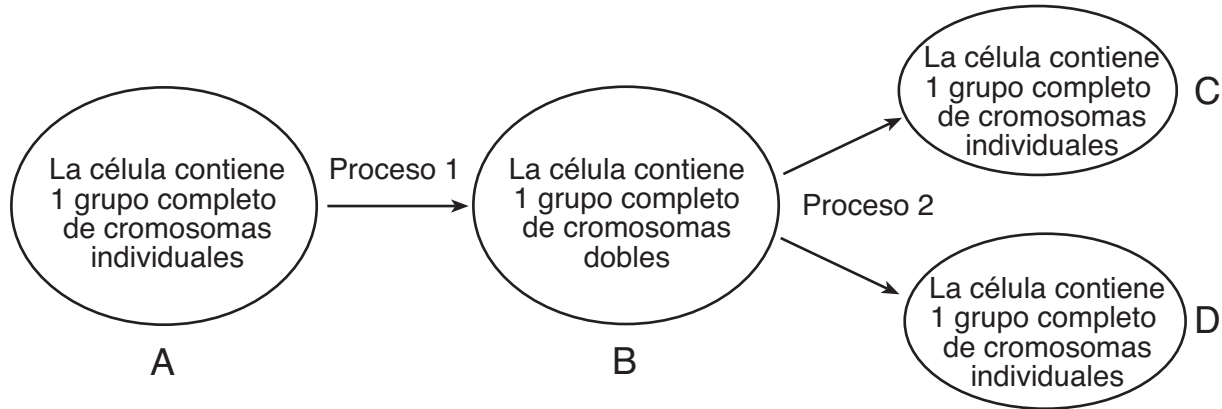 La célula contiene
1 grupo completo
de cromosomas
individuales
A
Proceso 1
La célula contiene
1 grupo completo
de cromosomas
dobles
B
Proceso 2
La célula contiene
1 grupo completo
de cromosomas
individuales
C
La célula contiene
1 grupo completo
de cromosomas
individuales
D